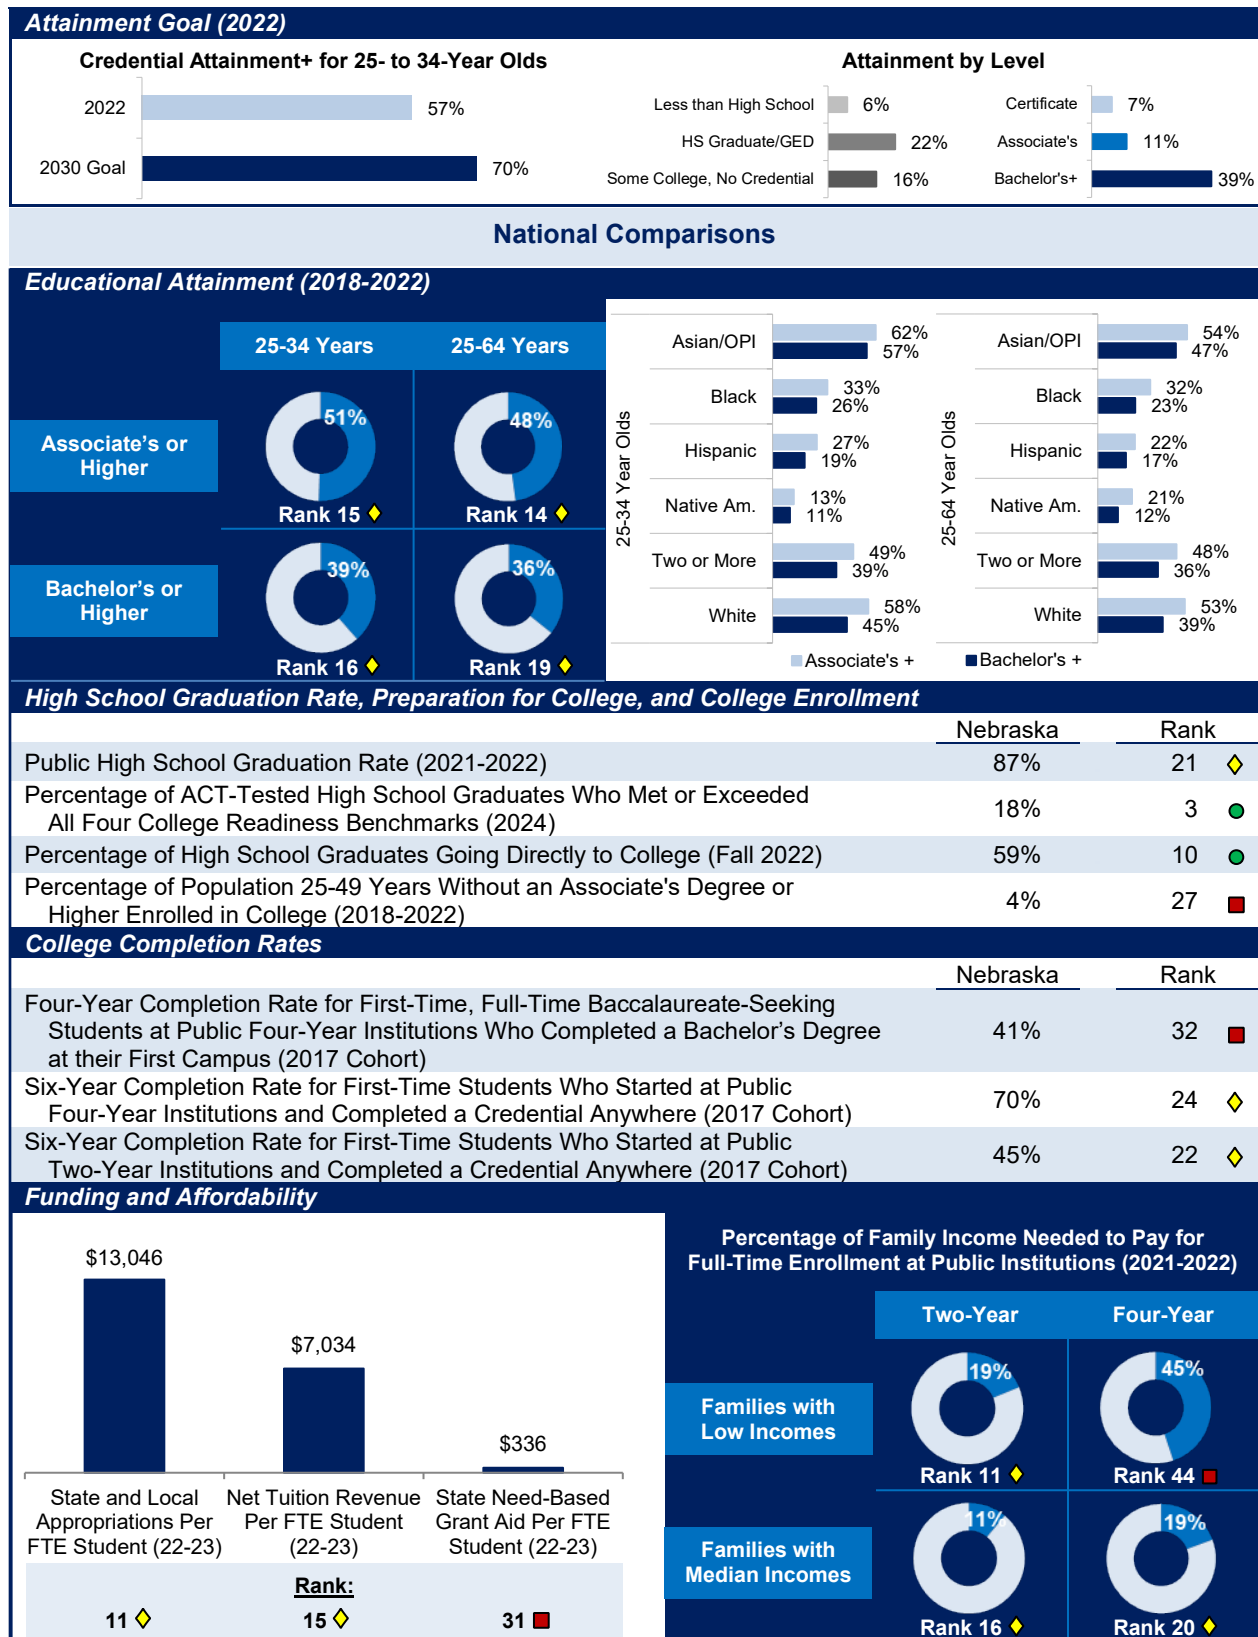 Attainment Goal (2022)
Credential Attainment+ for 25- to 34-Year Olds
2022
57%
2030 Goal
70%
Attainment by Level
Less than High School
6%
HS Graduate/GED
22%
Some College, No Credential
16%
Certificate
7%
Associate's
11%
Bachelor's+
39%
National Comparisons
Educational Attainment (2018-2022)
25-34 Years
25-64 Years
Associate's or
Higher
51%
Rank 15
48%
Rank 14
Bachelor's or
Higher
39%
Rank 16
36%
Rank 19
25-34 Year Olds
Asian/OPI
62%
57%
Black
33%
26%
Hispanic
27%
19%
Native Am.
13%
11%
Two or More
49%
39%
White
58%
45%
25-64 Year Olds
Asian/OPI
54%
47%
Black
32%
23%
Hispanic
22%
17%
Native Am.
21%
12%
Two or More
48%
36%
White
53%
39%
Associate's +
Bachelor's +
High School Graduation Rate, Preparation for College, and College Enrollment
Nebraska Rank
Public High School Graduation Rate (2021-2022) 87% 21
Percentage of ACT-Tested High School Graduates Who Met or Exceeded
All Four College Readiness Benchmarks (2024) 18% 3
Percentage of High School Graduates Going Directly to College (Fall 2022) 59% 10
Percentage of Population 25-49 Years Without an Associate's Degree or
Higher Enrolled in College (2018-2022) 4% 27
College Completion Rates
Nebraska Rank
Four-Year Completion Rate for First-Time, Full-Time Baccalaureate-Seeking
Students at Public Four-Year Institutions Who Completed a Bachelor's Degree 41% 32
at their First Campus (2017 Cohort)
Six-Year Completion Rate for First-Time Students Who Started at Public
Four-Year Institutions and Completed a Credential Anywhere (2017 Cohort) 70% 24
Six-Year Completion Rate for First-Time Students Who Started at Public
Two-Year Institutions and Completed a Credential Anywhere (2017 Cohort) 45% 22
Funding and Affordability
$13,046
$7,034
$336
State and Local
Appropriations Per
FTE Student (22-23)
Net Tuition Revenue
Per FTE Student
(22-23)
State Need-Based
Grant Aid Per FTE
Student (22-23)
Rank:
11
15
31
Percentage of Family Income Needed to Pay for
Full-Time Enrollment at Public Institutions (2021-2022)
Two-Year
Four-Year
Families with
Low Incomes
19%
Rank 11
45%
Rank 44
Families with
Median Incomes
11%
Rank 16
19%
Rank 20